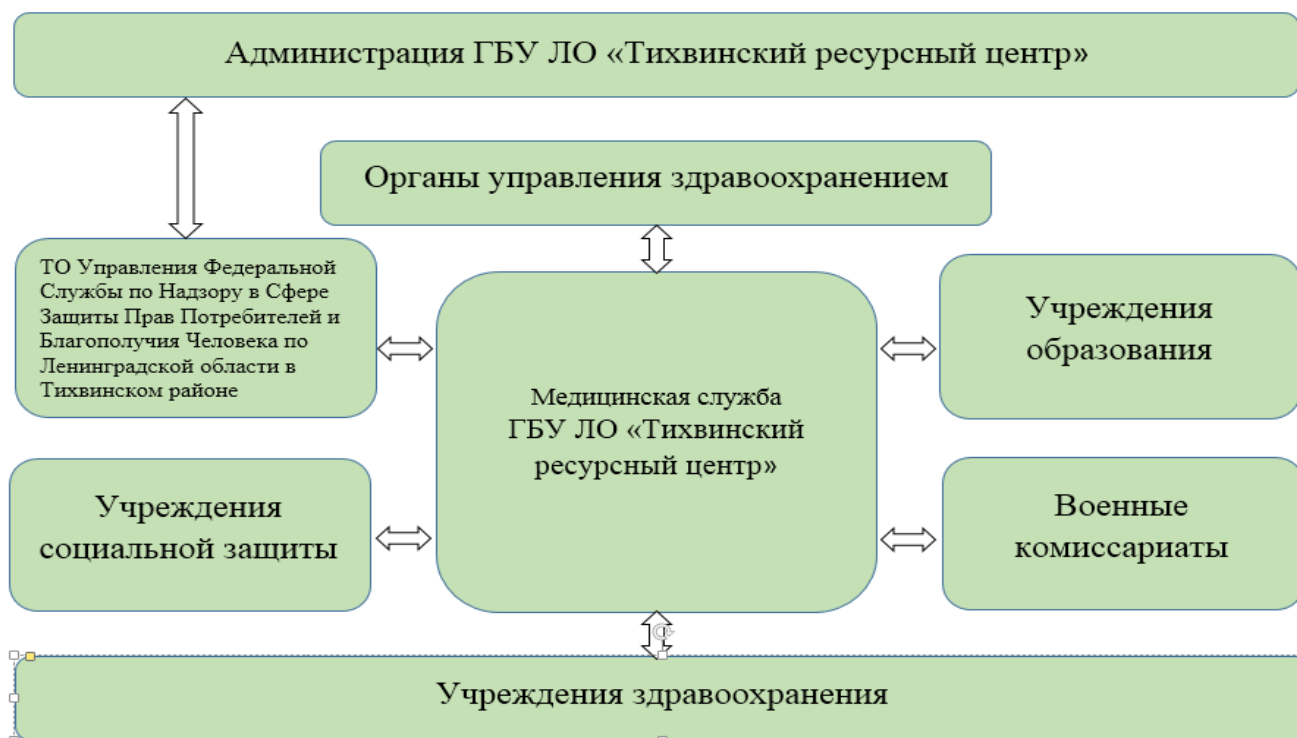 Администрация ГБУ ЛО «Тихвинский ресурсный центр»
Органы управления здравоохранением
ТО Управления Федеральной
Службы по Надзору в Сфере
Защиты Прав Потребителей и
Благополучия Человека по
Ленинградской области в
Тихвинском районе
Медицинская служба
ГБУ ЛО «Тихвинский
ресурсный центр»
Учреждения
образования
Учреждения
социальной защиты
Военные
комиссариаты
Учреждения здравоохранения